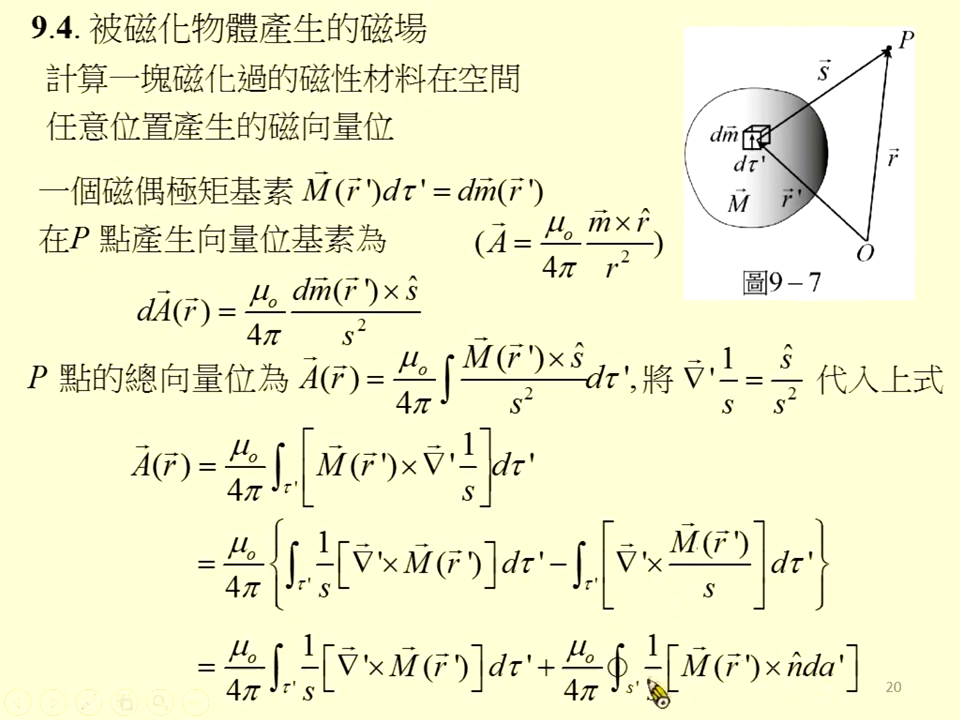 9.4. 被磁化物體產生的磁場
計算一塊磁化過的磁性材料在空間
任意位置產生的磁向量位
P
s⃗
dm⃗
dτ'
r⃗
M⃗
r⃗'
O
圖9－7
一個磁偶極矩基素 M⃗(r⃗')dτ' = dm⃗(r⃗')
在P 點產生向量位基素為 (A⃗ = μₒ/4π m⃗×r̂/r²)
dA⃗(r⃗) = μₒ/4π dm⃗(r⃗')×ŝ/s²
P 點的總向量位為 A⃗(r⃗) = μₒ/4π ∫ M⃗(r⃗')×ŝ/s² dτ', 將 ∇⃗' 1/s = ŝ/s² 代入上式
A⃗(r⃗) = μₒ/4π ∫τ' [M⃗(r⃗')×∇⃗' 1/s] dτ'
= μₒ/4π {∫τ' 1/s [∇⃗'×M⃗(r⃗')] dτ' − ∫τ' [∇⃗'× M⃗(r⃗')/s] dτ'}
= μₒ/4π ∫τ' 1/s [∇⃗'×M⃗(r⃗')] dτ' + μₒ/4π ∮s' 1/s [M⃗(r⃗')×n̂da']
20